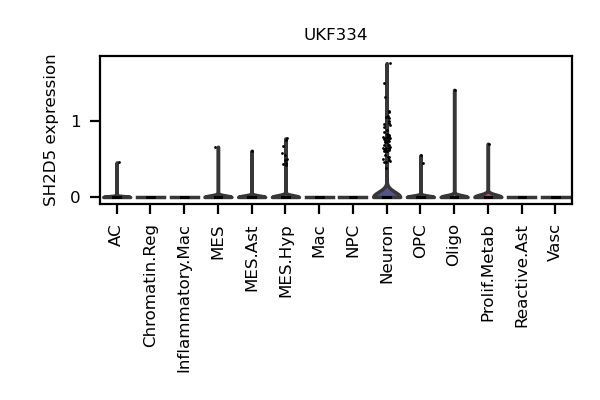 UKF334
SH2D5 expression
1
0
AC
Chromatin.Reg
Inflammatory.Mac
MES
MES.Ast
MES.Hyp
Mac
NPC
Neuron
OPC
Oligo
Prolif.Metab
Reactive.Ast
Vasc